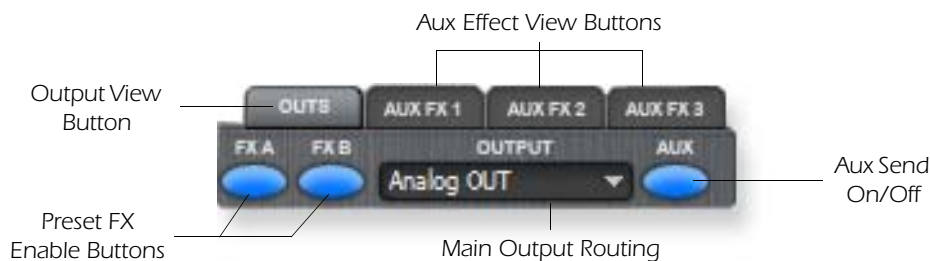 Aux Effect View Buttons
Output View
Button
OUTS
AUX FX 1
AUX FX 2
AUX FX 3
FX A
FX B
OUTPUT
AUX
Analog OUT
Aux Send
On/Off
Preset FX
Enable Buttons
Main Output Routing